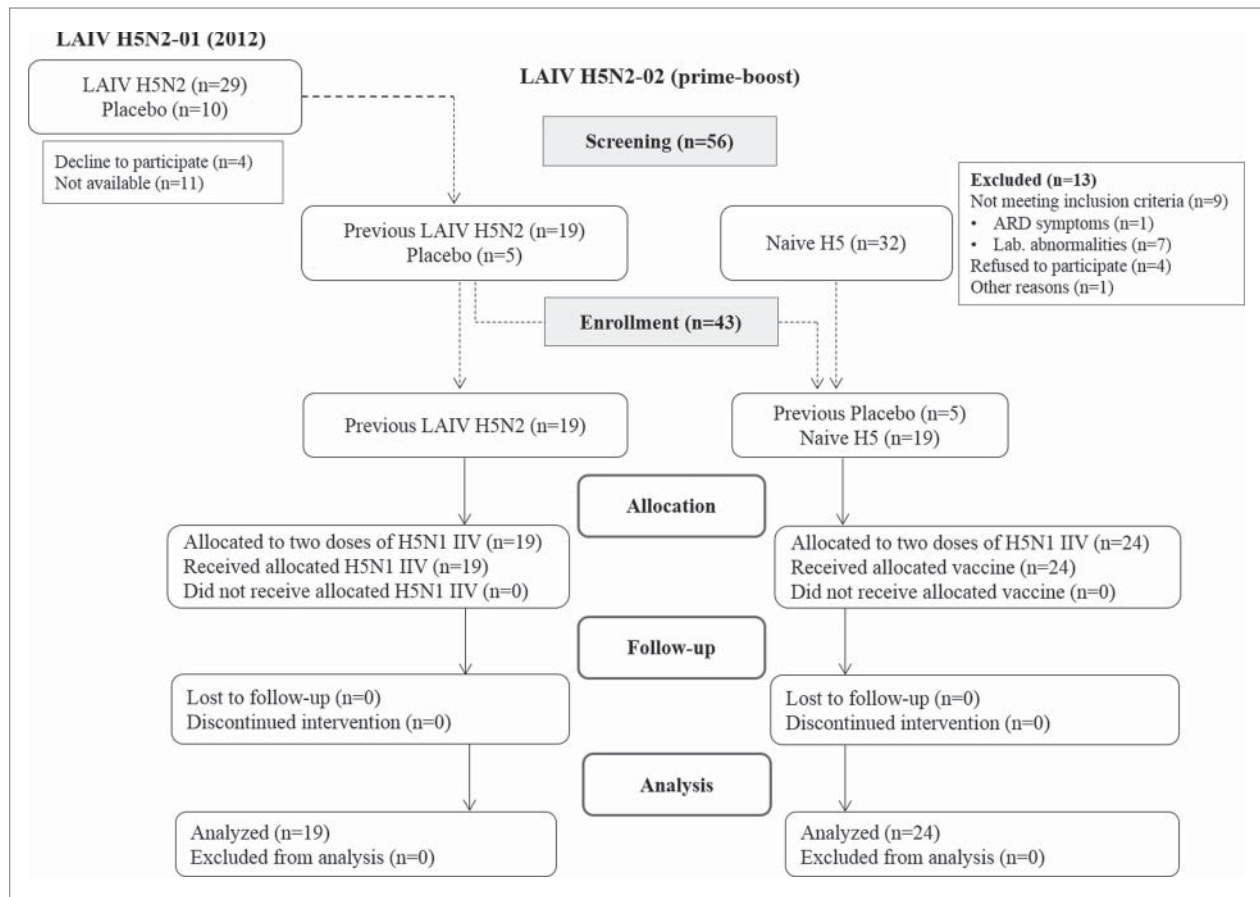 LAIV H5N2-01 (2012)
LAIV H5N2 (n=29)
Placebo (n=10)
LAIV H5N2-02 (prime-boost)
Screening (n=56)
Decline to participate (n=4)
Not available (n=11)
Excluded (n=13)
Not meeting inclusion criteria (n=9)
• ARD symptoms (n=1)
• Lab. abnormalities (n=7)
Refused to participate (n=4)
Other reasons (n=1)
Previous LAIV H5N2 (n=19)
Placebo (n=5)
Naive H5 (n=32)
Enrollment (n=43)
Previous LAIV H5N2 (n=19)
Previous Placebo (n=5)
Naive H5 (n=19)
Allocation
Allocated to two doses of H5N1 IIV (n=19)
Received allocated H5N1 IIV (n=19)
Did not receive allocated H5N1 IIV (n=0)
Allocated to two doses of H5N1 IIV (n=24)
Received allocated vaccine (n=24)
Did not receive allocated vaccine (n=0)
Follow-up
Lost to follow-up (n=0)
Discontinued intervention (n=0)
Lost to follow-up (n=0)
Discontinued intervention (n=0)
Analysis
Analyzed (n=19)
Excluded from analysis (n=0)
Analyzed (n=24)
Excluded from analysis (n=0)